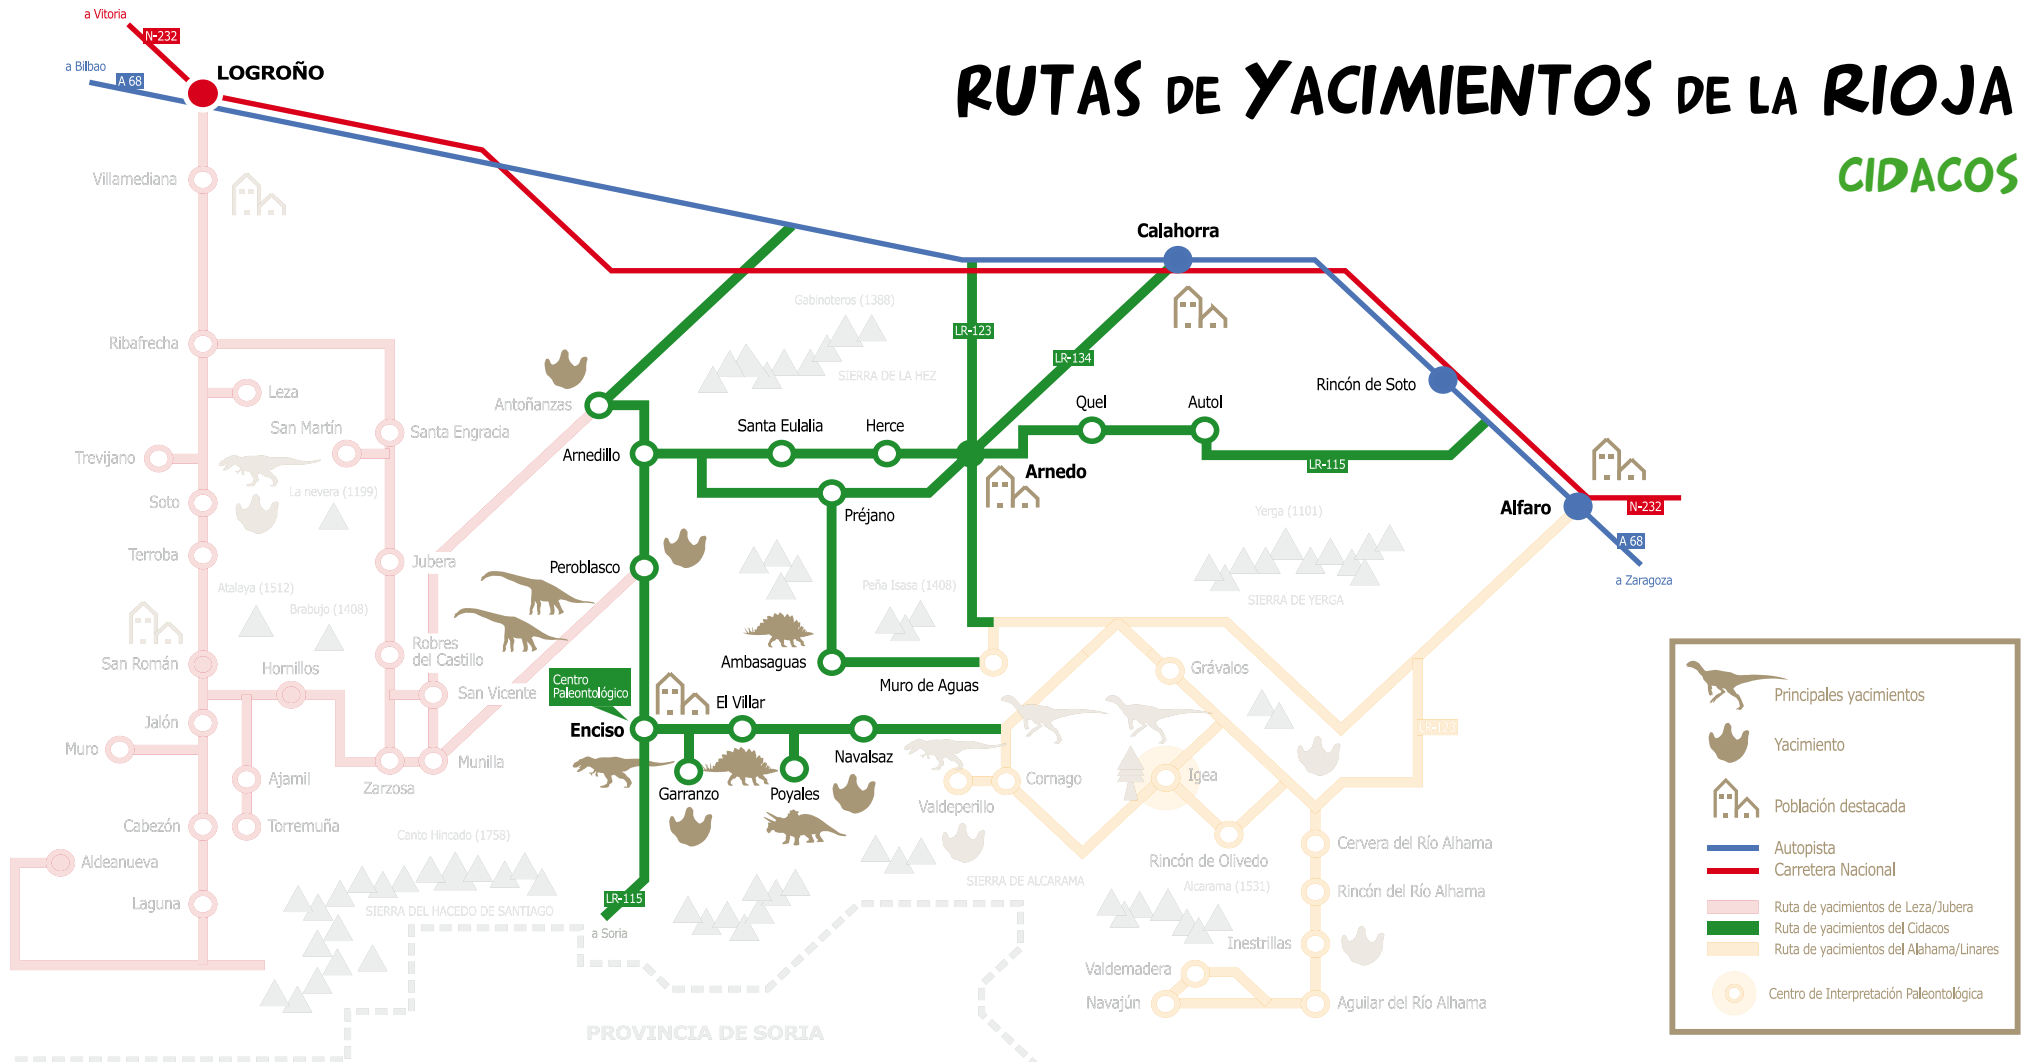 a Vitoria
N-232
a Bilbao
A 68
LOGROÑO
RUTAS DE YACIMIENTOS DE LA RIOJA
CIDACOS
Villamediana
Calahorra
Gabinoteros (1388)
LR-123
LR-134
SIERRA DE LA HEZ
Ribafrecha
Leza
Antoñanzas
Rincón de Soto
San Martín
Santa Engracia
Santa Eulalia
Herce
Quel
Autol
Trevijano
Arnedillo
Arnedo
LR-115
La nevera (1199)
Soto
Préjano
Yerga (1101)
Alfaro
N-232
A 68
a Zaragoza
Terroba
Jubera
Peroblasco
Atalaya (1512)
Brabujo (1408)
Peña Isasa (1408)
SIERRA DE YERGA
San Román
Hornillos
Robres
del Castillo
Ambasaguas
Muro de Aguas
Grávalos
Centro
Paleontológico
San Vicente
El Villar
Jalón
Enciso
Muro
Munilla
Navalsaz
LR-123
Zarzosa
Ajamil
Garranzo
Poyales
Cornago
Igea
Valdeperillo
Cabezón
Torremuña
Canto Hincado (1758)
Cervera del Río Alhama
Aldeanueva
Rincón de Olivedo
SIERRA DE ALCARAMA
Alcarama (1531)
Rincón del Río Alhama
Laguna
SIERRA DEL HACEDO DE SANTIAGO
LR-115
a Soria
Inestrillas
Valdemadera
Navajún
Aguilar del Río Alhama
PROVINCIA DE SORIA
Principales yacimientos
Yacimiento
Población destacada
Autopista
Carretera Nacional
Ruta de yacimientos de Leza/Jubera
Ruta de yacimientos del Cidacos
Ruta de yacimientos del Alahama/Linares
Centro de Interpretación Paleontológica